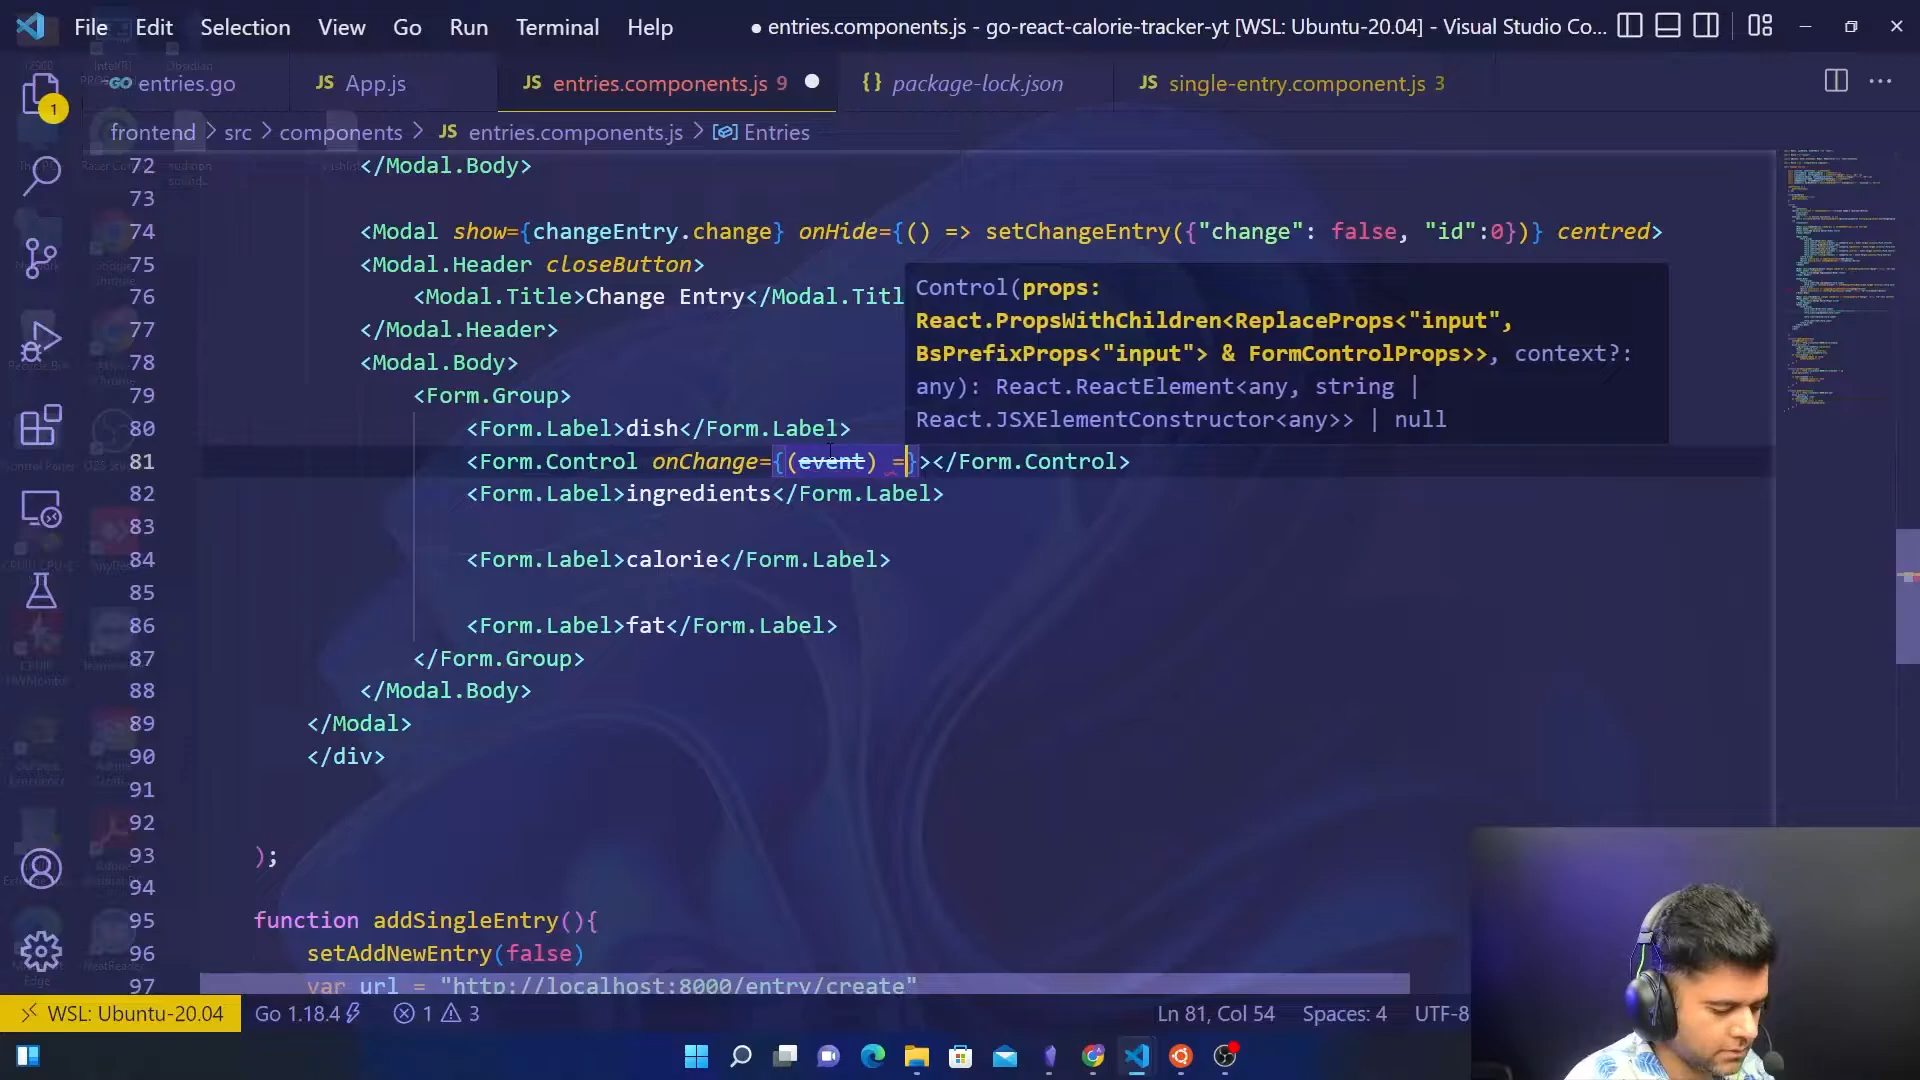 File Edit Selection View Go Run Terminal Help
● entries.components.js - go-react-calorie-tracker-yt [WSL: Ubuntu-20.04] - Visual Studio Co...
entries.go
JS App.js
JS entries.components.js 9
{} package-lock.json
JS single-entry.component.js 3
frontend > src > components > JS entries.components.js > Entries
1
72 </Modal.Body>
73
74 <Modal show={changeEntry.change} onHide={() => setChangeEntry({"change": false, "id":0})} centred>
75 <Modal.Header closeButton>
76 <Modal.Title>Change Entry</Modal.Titl
77 </Modal.Header>
78 <Modal.Body>
79 <Form.Group>
80 <Form.Label>dish</Form.Label>
81 <Form.Control onChange={(event) =}></Form.Control>
82 <Form.Label>ingredients</Form.Label>
83
84 <Form.Label>calorie</Form.Label>
85
86 <Form.Label>fat</Form.Label>
87 </Form.Group>
88 </Modal.Body>
89 </Modal>
90 </div>
91
92
93 );
94
95 function addSingleEntry(){
96 setAddNewEntry(false)
97 var url = "http://localhost:8000/entry/create"
Control(props:
React.PropsWithChildren<ReplaceProps<"input",
BsPrefixProps<"input"> & FormControlProps>>, context?:
any): React.ReactElement<any, string |
React.JSXElementConstructor<any>> | null
WSL: Ubuntu-20.04 Go 1.18.4 1 3 Ln 81, Col 54 Spaces: 4 UTF-8